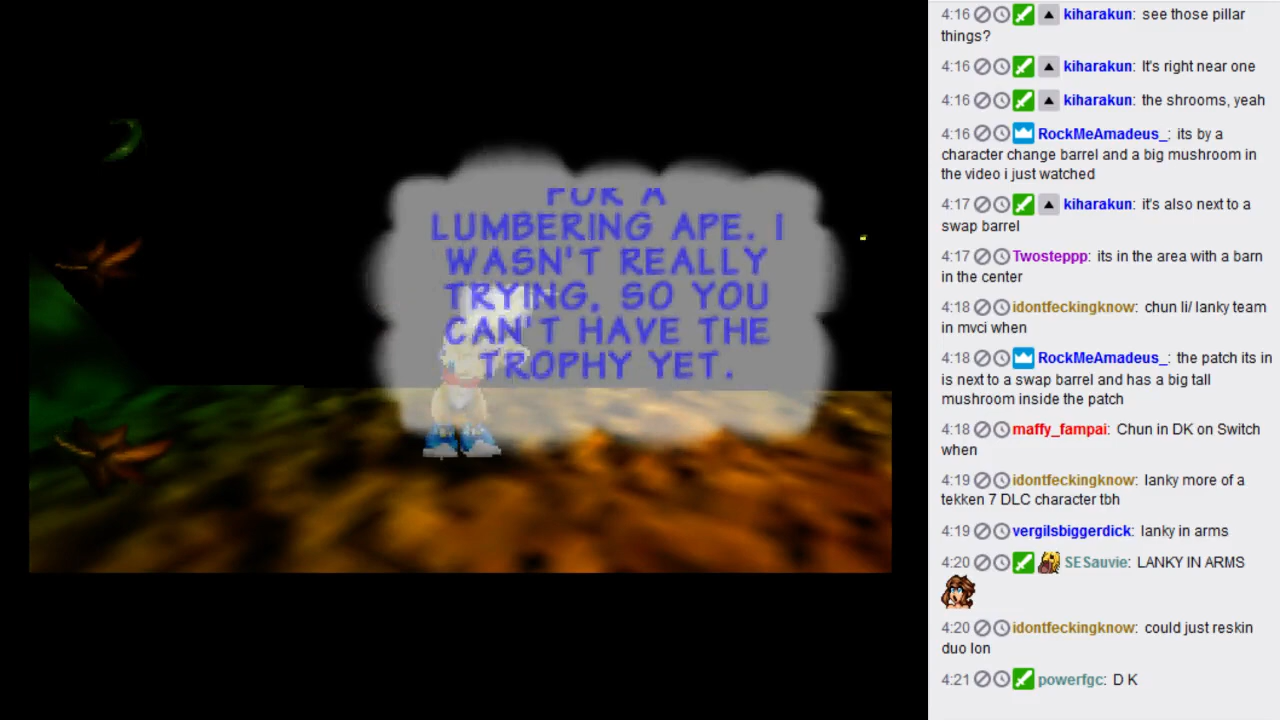 FOR A
LUMBERING APE. I
WASN'T REALLY
TRYING, SO YOU
CAN'T HAVE THE
TROPHY YET.
4:16 kiharakun: see those pillar
things?
4:16 kiharakun: It's right near one
4:16 kiharakun: the shrooms, yeah
4:16 RockMeAmadeus_: its by a
character change barrel and a big mushroom in
the video i just watched
4:17 kiharakun: it's also next to a
swap barrel
4:17 Twosteppp: its in the area with a barn
in the center
4:18 idontfeckingknow: chun li/ lanky team
in mvci when
4:18 RockMeAmadeus_: the patch its in
is next to a swap barrel and has a big tall
mushroom inside the patch
4:18 maffy_fampai: Chun in DK on Switch
when
4:19 idontfeckingknow: lanky more of a
tekken 7 DLC character tbh
4:19 vergilsbiggerdick: lanky in arms
4:20 SESauvie: LANKY IN ARMS
4:20 idontfeckingknow: could just reskin
duo lon
4:21 powerfgc: D K